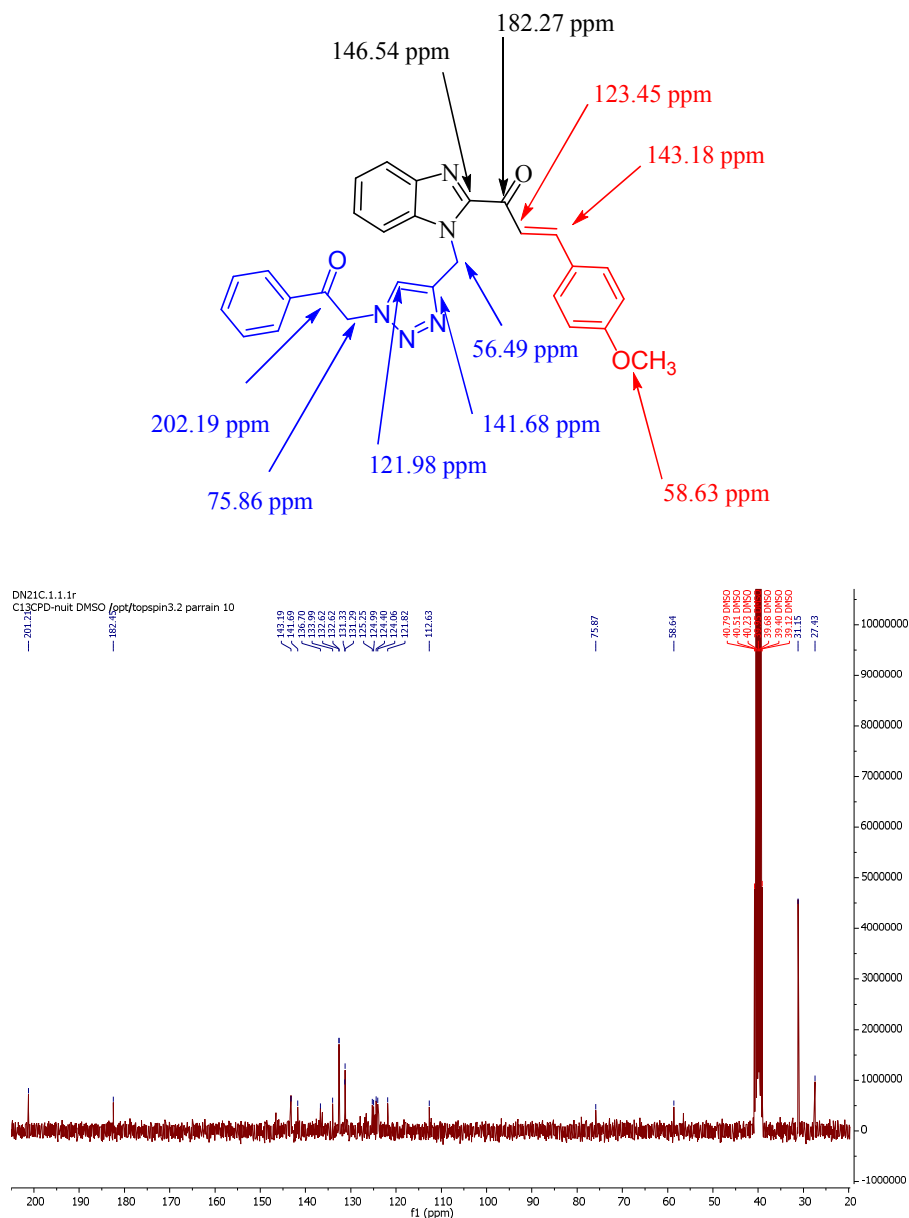 182.27 ppm
146.54 ppm
123.45 ppm
143.18 ppm
N
O
N
O
N
N
N
56.49 ppm
OCH3
202.19 ppm
141.68 ppm
121.98 ppm
75.86 ppm
58.63 ppm
DN21C.1.1.1r
C13CPD-nuit DMSO /opt/topspin3.2 parrain 10
201.21
182.45
143.19
141.69
136.70
133.99
132.62
132.62
131.33
131.29
125.25
124.99
124.40
124.06
121.82
112.63
75.87
58.64
40.79 DMSO
40.51 DMSO
40.23 DMSO
39.68 DMSO
39.40 DMSO
39.12 DMSO
31.15
27.43
10000000
9000000
8000000
7000000
6000000
5000000
4000000
3000000
2000000
1000000
0
-1000000
200 190 180 170 160 150 140 130 120 110 100 90 80 70 60 50 40 30 20
f1 (ppm)